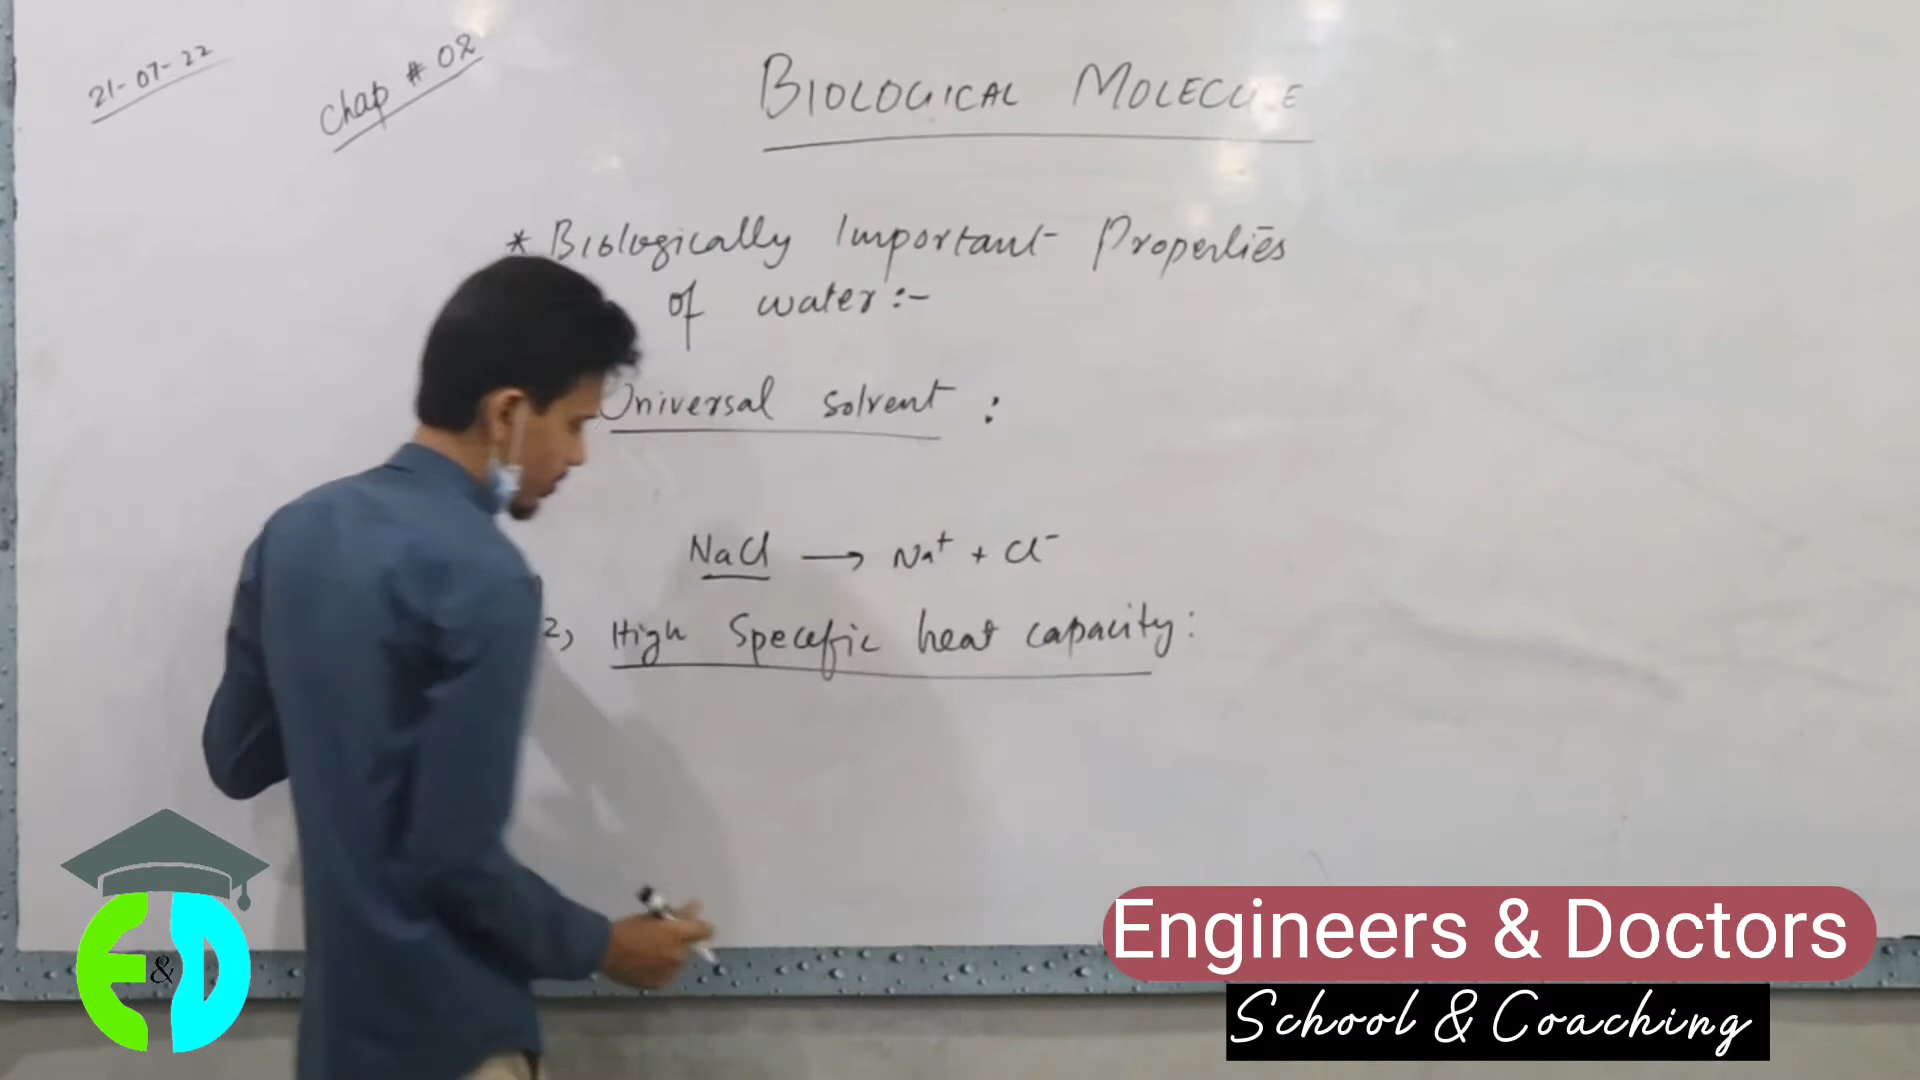 21-07-22
Chap # 02
BIOLOGICAL MOLECULE
* Biologically Important Properties
of water:-
Universal solvent :
NaCl → Na⁺ + Cl⁻
2, High Specefic heat capacity:
E&D
Engineers & Doctors
School & Coaching